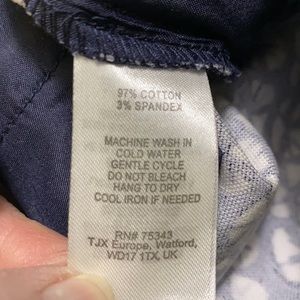 97% COTTON
3% SPANDEX
MACHINE WASH IN
COLD WATER
GENTLE CYCLE
DO NOT BLEACH
HANG TO DRY
COOL IRON IF NEEDED
RN# 75343
TJX Europe, Watford,
WD17 1TX, UK